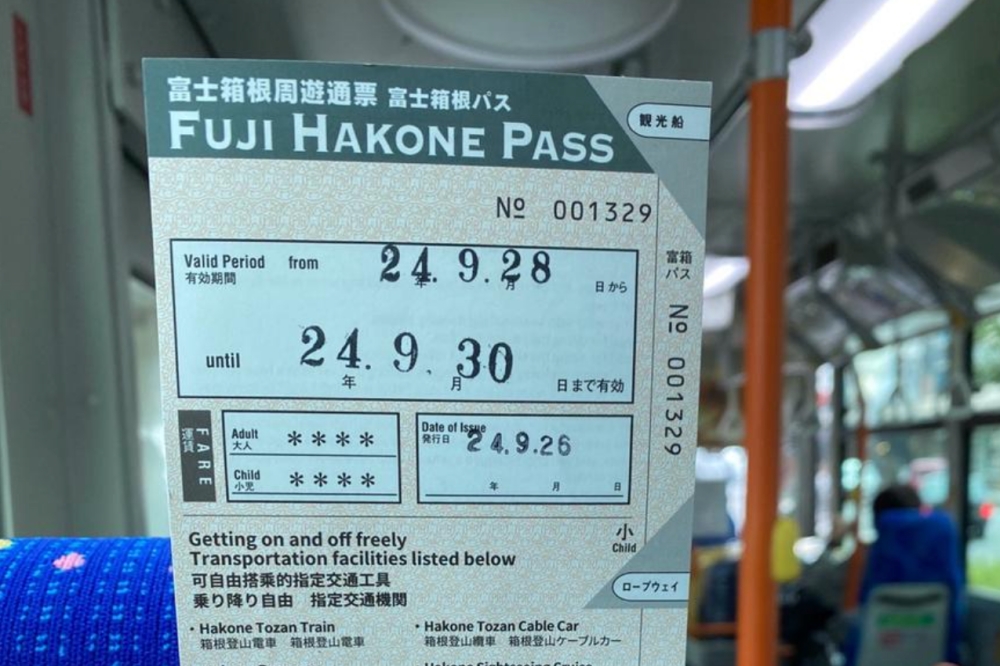 富士箱根周遊通票 富士箱根パス
FUJI HAKONE PASS
観光船
№ 001329
Valid Period from 24. 9. 28
有効期間 年 月 日から
until 24. 9. 30
年 月 日まで有効
富箱
パス
№ 001329
FARE
運賃
Adult ****
大人
Child ****
小児
Date of Issue
発行日 24.9.26
年 月 日
Getting on and off freely
Transportation facilities listed below
可自由搭乗的指定交通工具
乗り降り自由 指定交通機関
小
Child
ロープウェイ
・Hakone Tozan Train
箱根登山電車 箱根登山電車
・Hakone Tozan Cable Car
箱根登山纜車 箱根登山ケーブルカー
Hakone Sightseeing Cruise